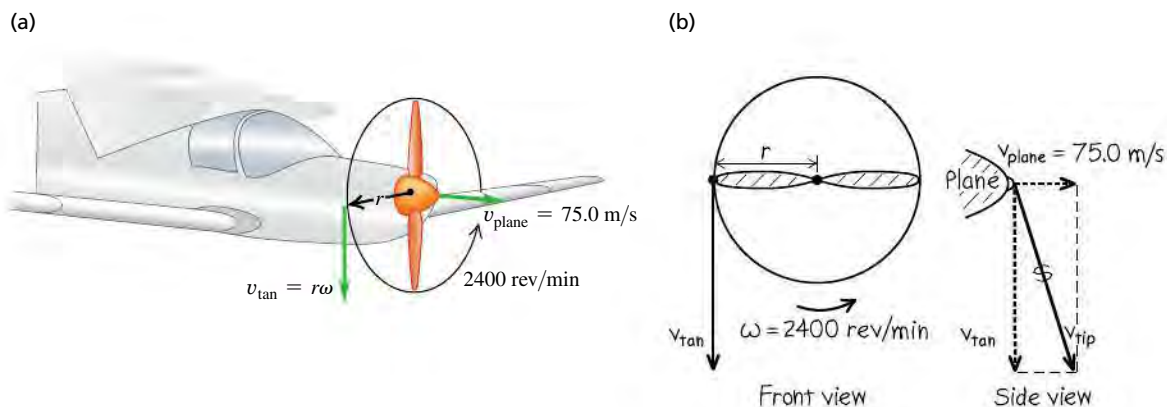 (a)
r
v_plane = 75.0 m/s
2400 rev/min
v_tan = rω
(b)
r
v_plane = 75.0 m/s
Plane
v_tan
ω = 2400 rev/min
v_tan
v_tip
Front view
Side view